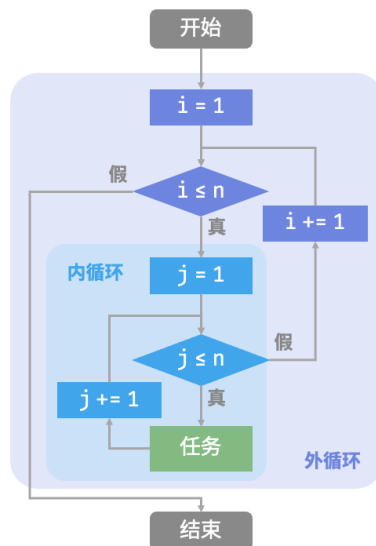 开始
i = 1
假
i ≤ n
i += 1
真
内循环
j = 1
j ≤ n
假
j += 1
真
任务
外循环
结束